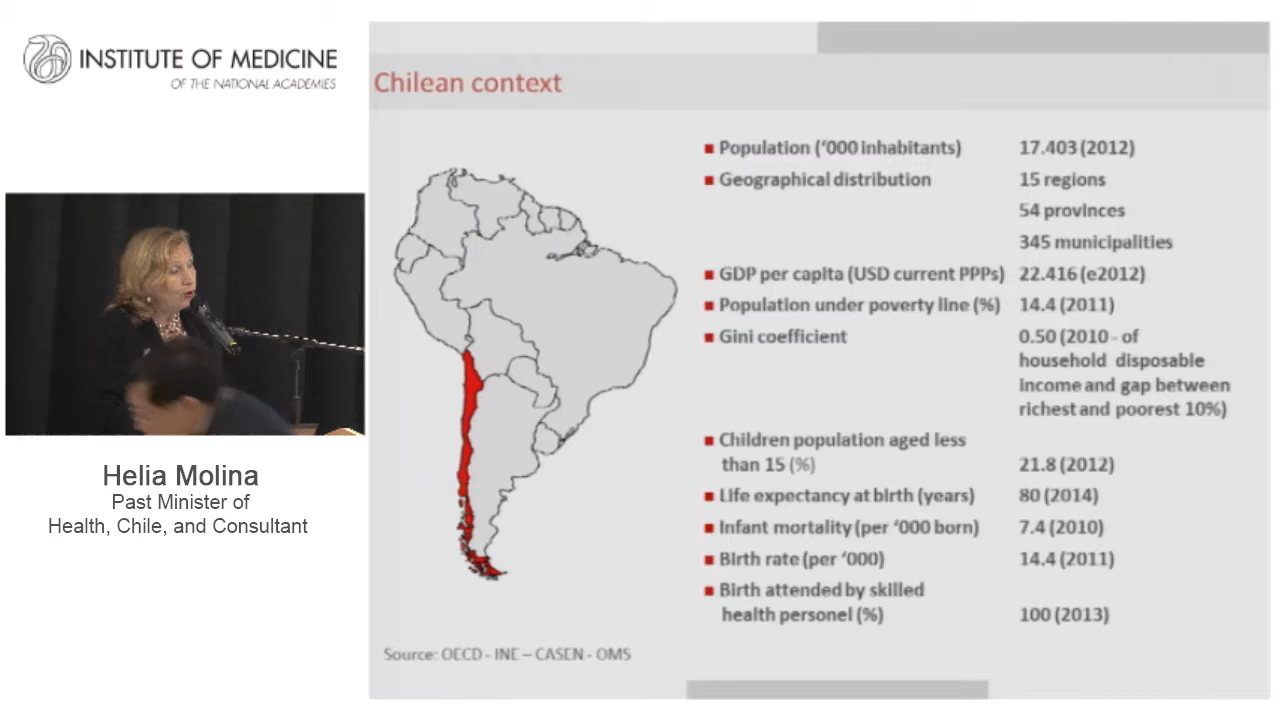 INSTITUTE OF MEDICINE
OF THE NATIONAL ACADEMIES
Helia Molina
Past Minister of
Health, Chile, and Consultant
Chilean context
Population (‘000 inhabitants) 17.403 (2012)
Geographical distribution 15 regions
54 provinces
345 municipalities
GDP per capita (USD current PPPs) 22.416 (e2012)
Population under poverty line (%) 14.4 (2011)
Gini coefficient 0.50 (2010 - of
household disposable
income and gap between
richest and poorest 10%)
Children population aged less
than 15 (%) 21.8 (2012)
Life expectancy at birth (years) 80 (2014)
Infant mortality (per ‘000 born) 7.4 (2010)
Birth rate (per ‘000) 14.4 (2011)
Birth attended by skilled
health personel (%) 100 (2013)
Source: OECD - INE – CASEN - OMS